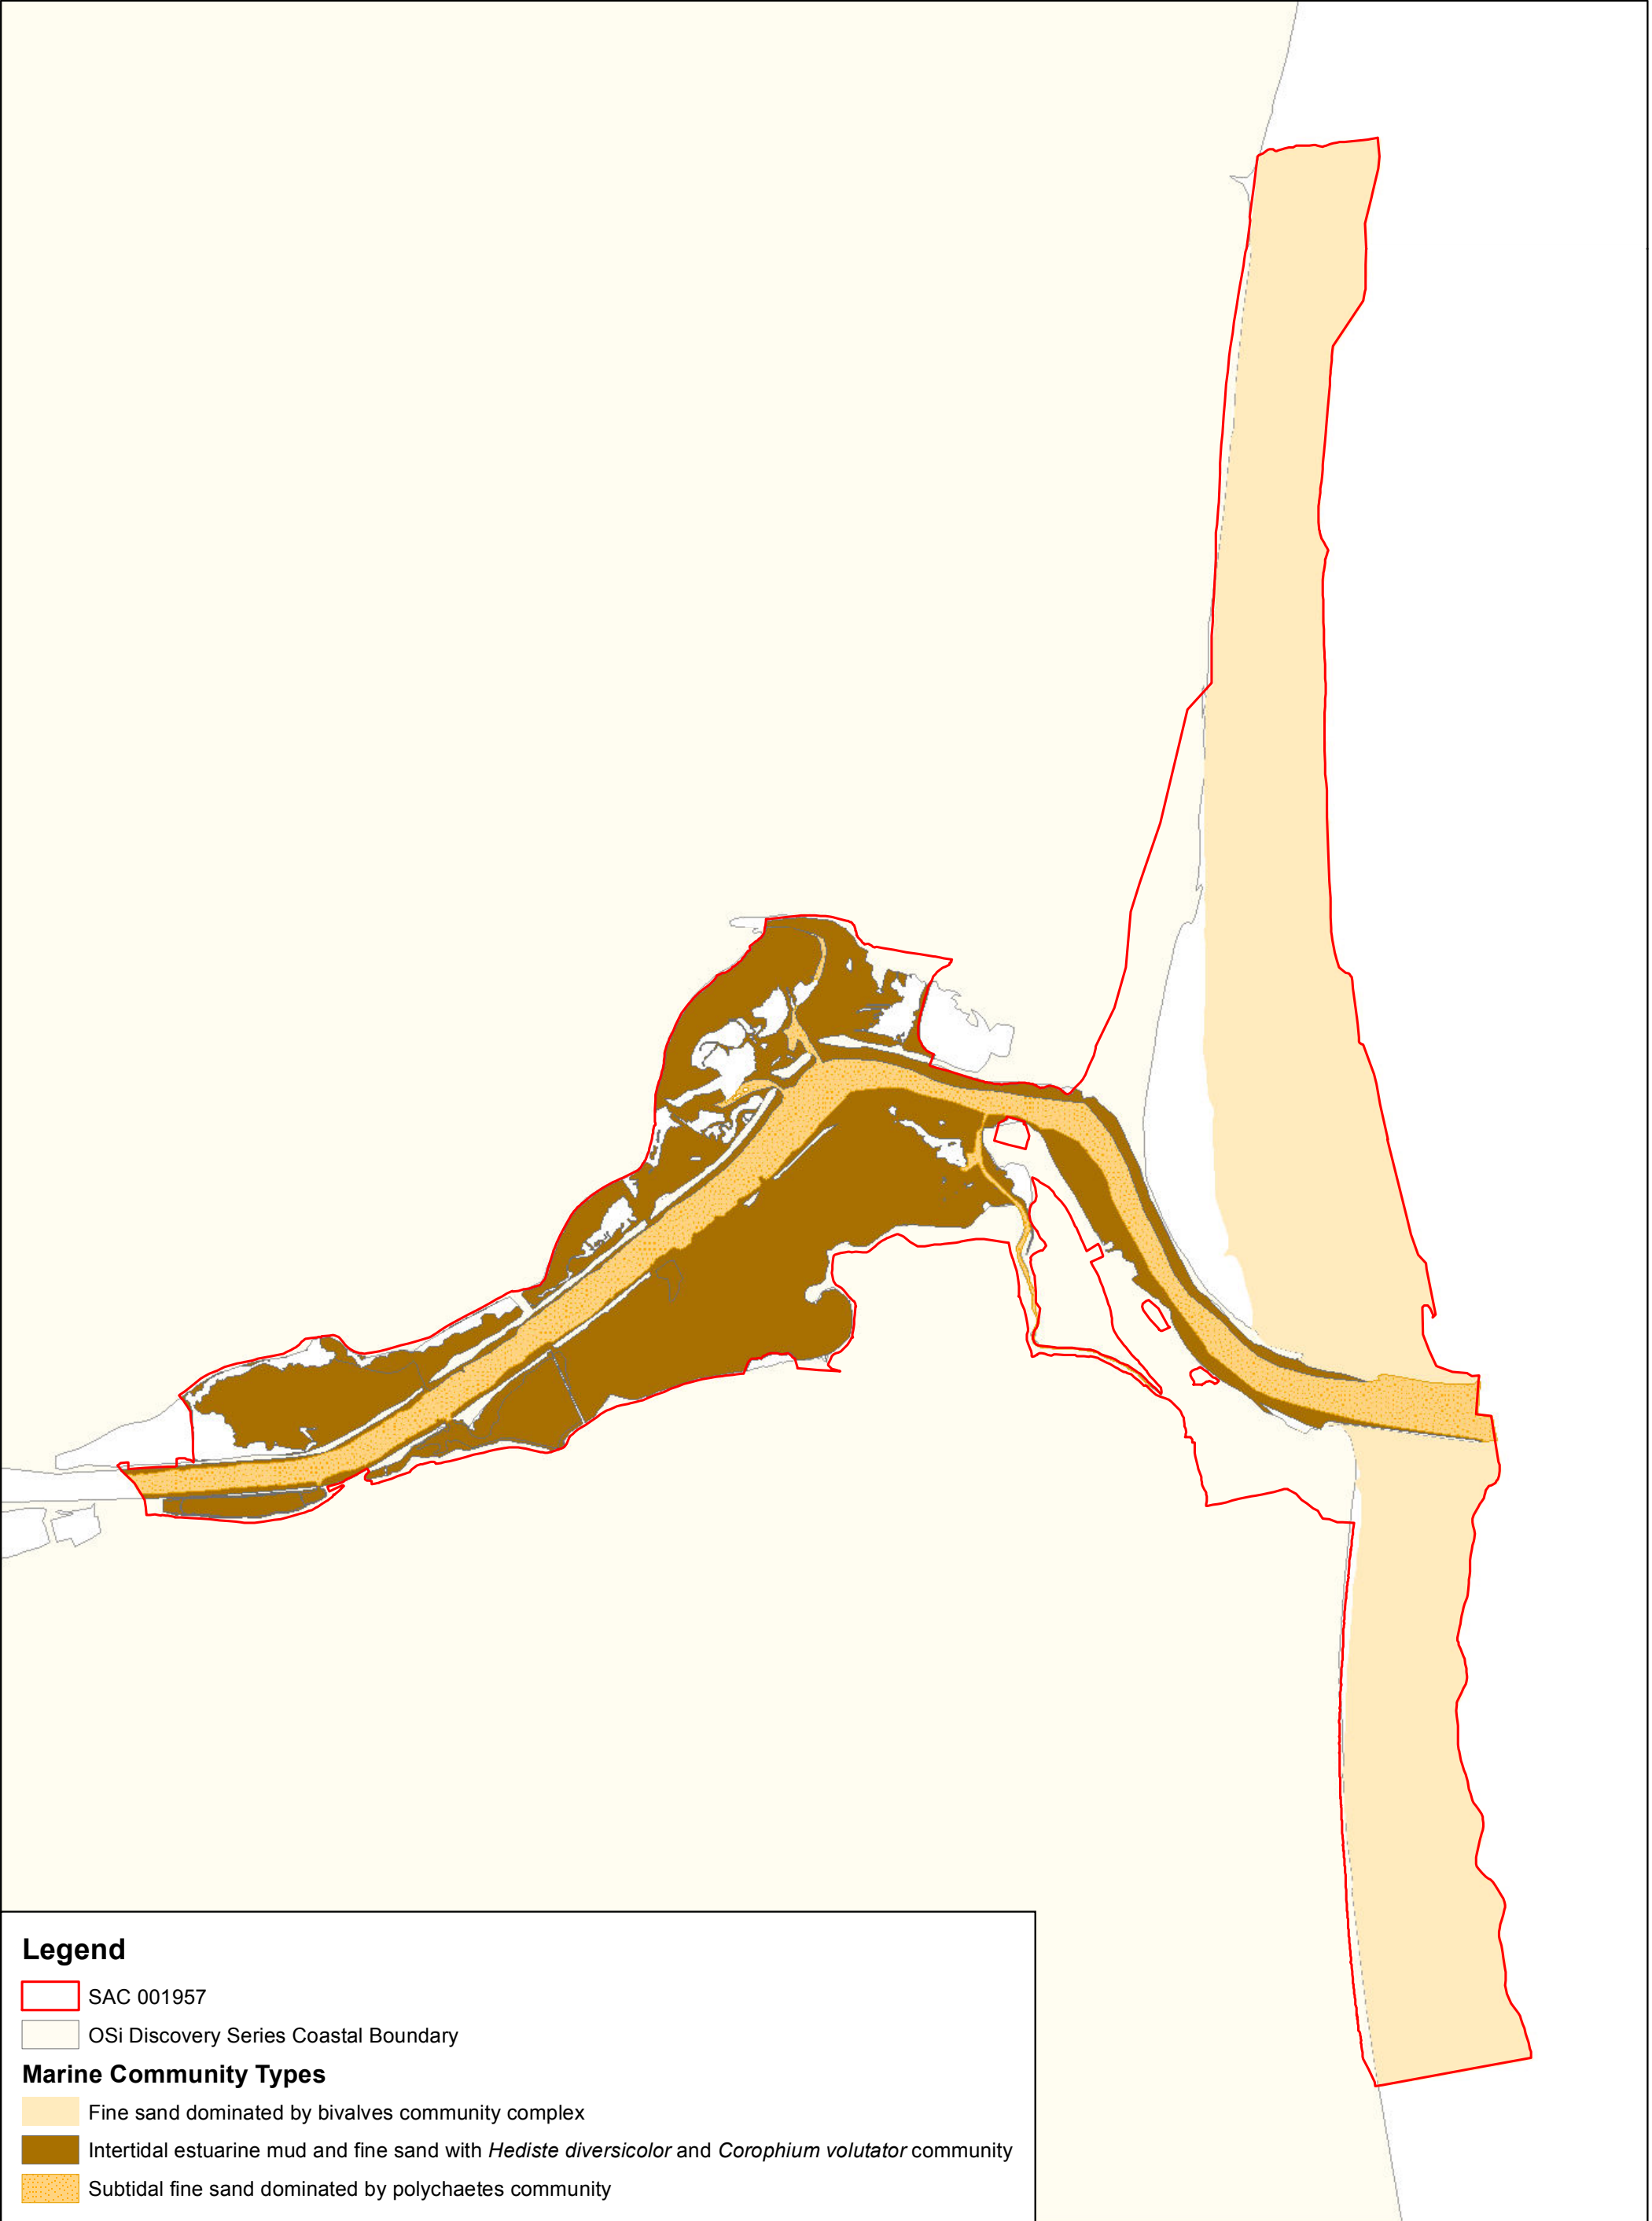 Legend
SAC 001957
OSi Discovery Series Coastal Boundary
Marine Community Types
Fine sand dominated by bivalves community complex
Intertidal estuarine mud and fine sand with Hediste diversicolor and Corophium volutator community
Subtidal fine sand dominated by polychaetes community